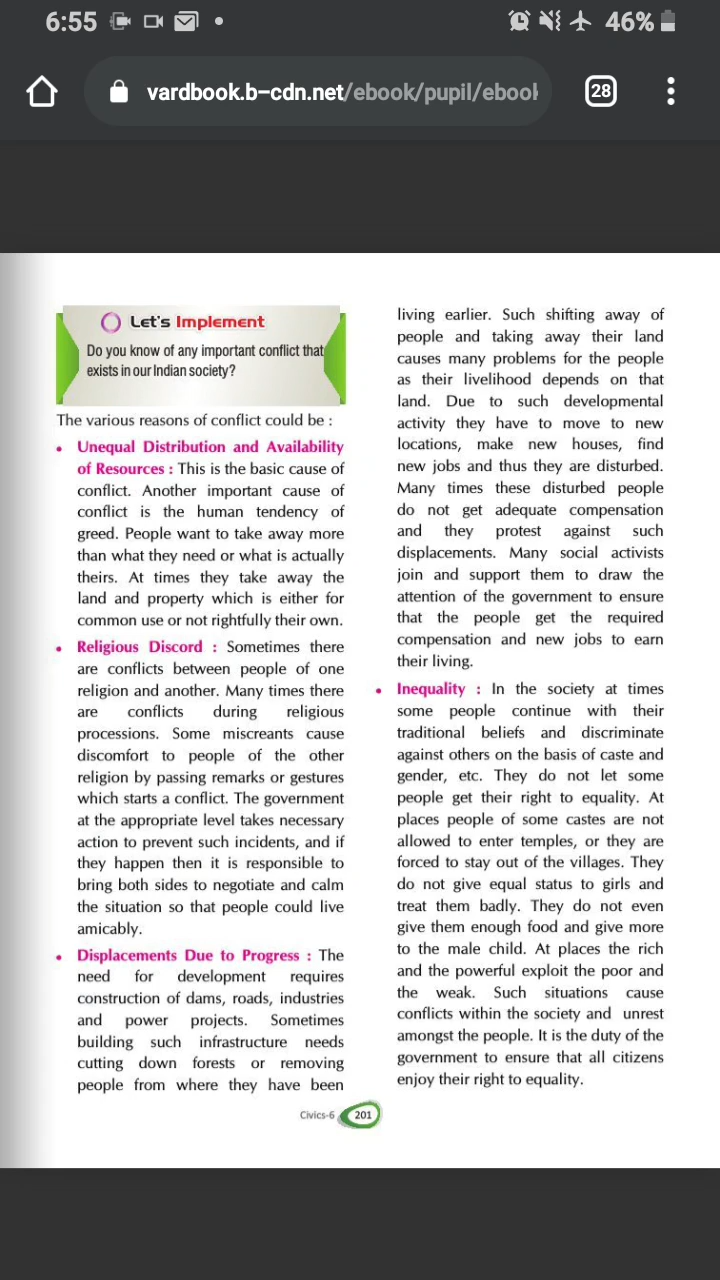 6:55
46%
vardbook.b-cdn.net/ebook/pupil/ebook
28
Let's Implement
Do you know of any important conflict that
exists in our Indian society?
The various reasons of conflict could be :
• Unequal Distribution and Availability
of Resources : This is the basic cause of
conflict. Another important cause of
conflict is the human tendency of
greed. People want to take away more
than what they need or what is actually
theirs. At times they take away the
land and property which is either for
common use or not rightfully their own.
• Religious Discord : Sometimes there
are conflicts between people of one
religion and another. Many times there
are conflicts during religious
processions. Some miscreants cause
discomfort to people of the other
religion by passing remarks or gestures
which starts a conflict. The government
at the appropriate level takes necessary
action to prevent such incidents, and if
they happen then it is responsible to
bring both sides to negotiate and calm
the situation so that people could live
amicably.
• Displacements Due to Progress : The
need for development requires
construction of dams, roads, industries
and power projects. Sometimes
building such infrastructure needs
cutting down forests or removing
people from where they have been
living earlier. Such shifting away of
people and taking away their land
causes many problems for the people
as their livelihood depends on that
land. Due to such developmental
activity they have to move to new
locations, make new houses, find
new jobs and thus they are disturbed.
Many times these disturbed people
do not get adequate compensation
and they protest against such
displacements. Many social activists
join and support them to draw the
attention of the government to ensure
that the people get the required
compensation and new jobs to earn
their living.
• Inequality : In the society at times
some people continue with their
traditional beliefs and discriminate
against others on the basis of caste and
gender, etc. They do not let some
people get their right to equality. At
places people of some castes are not
allowed to enter temples, or they are
forced to stay out of the villages. They
do not give equal status to girls and
treat them badly. They do not even
give them enough food and give more
to the male child. At places the rich
and the powerful exploit the poor and
the weak. Such situations cause
conflicts within the society and unrest
amongst the people. It is the duty of the
government to ensure that all citizens
enjoy their right to equality.
Civics-6 201